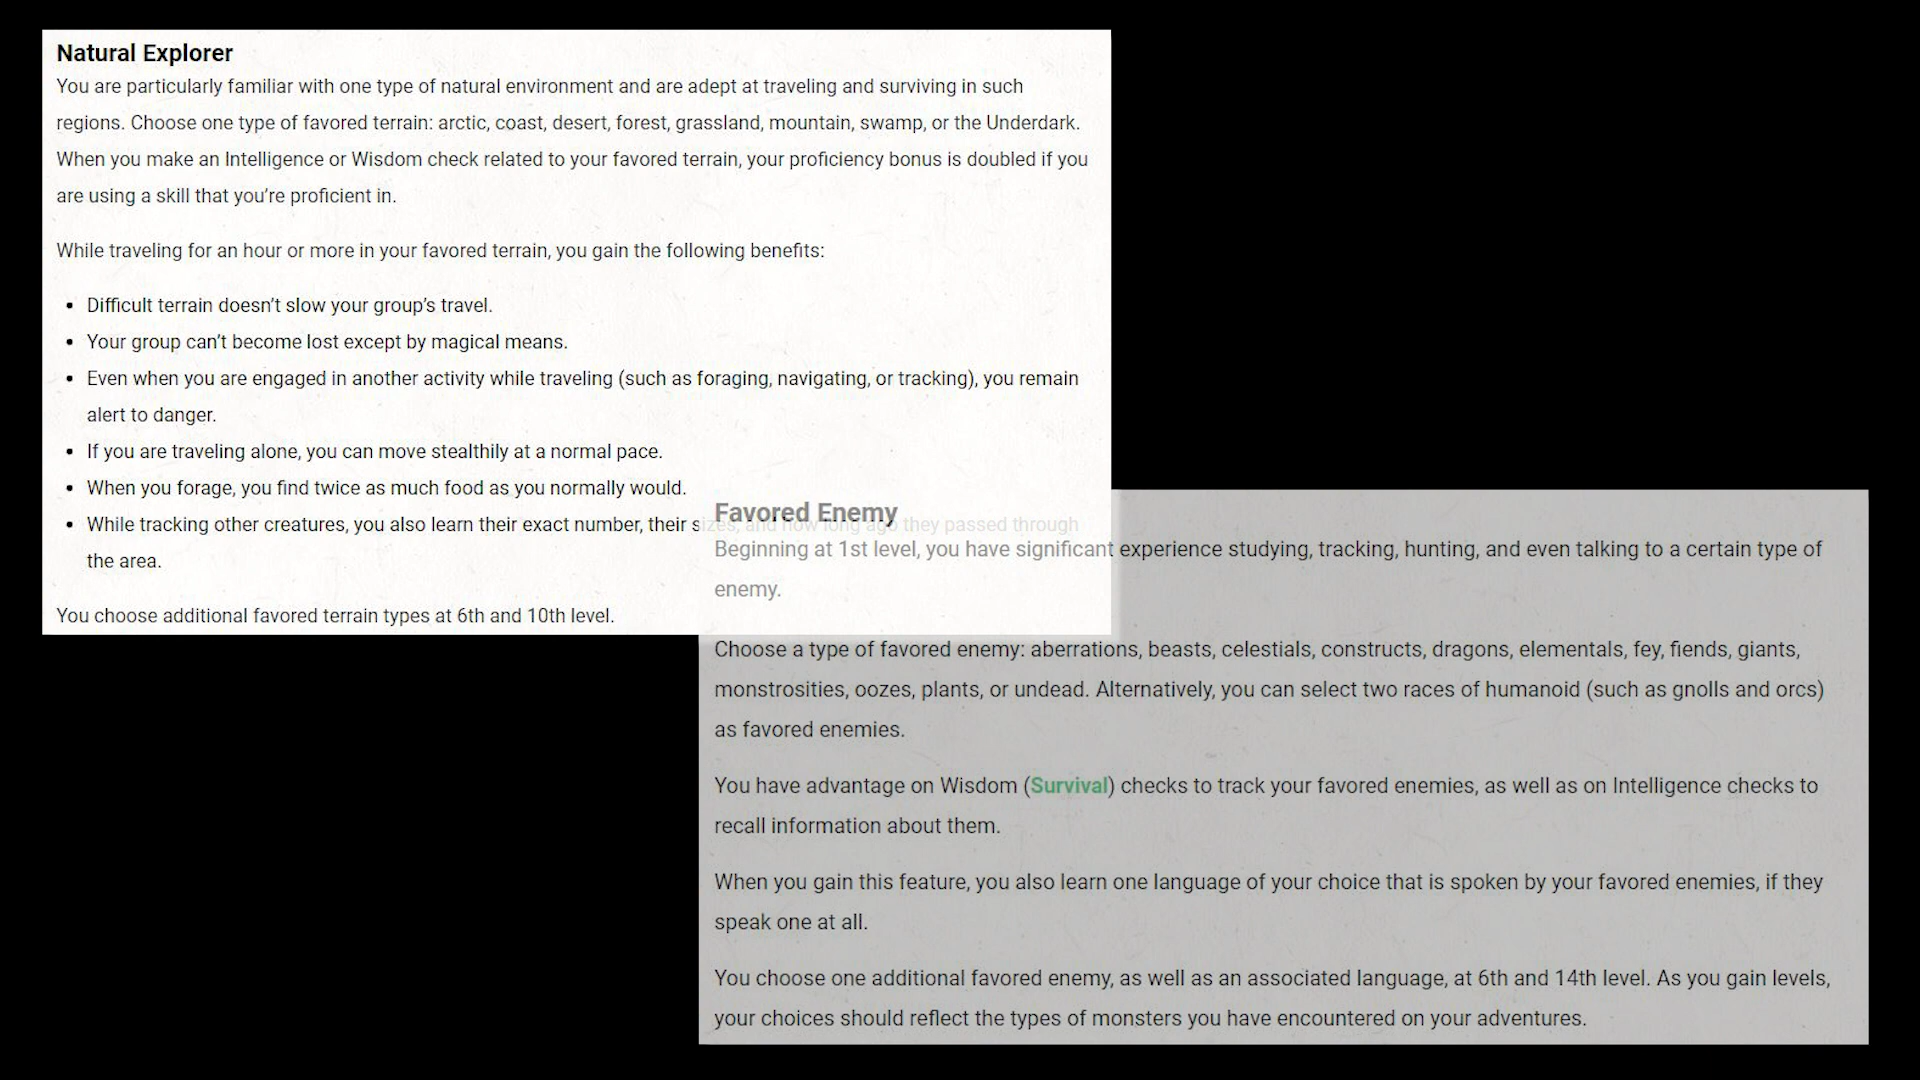 Natural Explorer
You are particularly familiar with one type of natural environment and are adept at traveling and surviving in such
regions. Choose one type of favored terrain: arctic, coast, desert, forest, grassland, mountain, swamp, or the Underdark.
When you make an Intelligence or Wisdom check related to your favored terrain, your proficiency bonus is doubled if you
are using a skill that you’re proficient in.
While traveling for an hour or more in your favored terrain, you gain the following benefits:
• Difficult terrain doesn’t slow your group’s travel.
• Your group can’t become lost except by magical means.
• Even when you are engaged in another activity while traveling (such as foraging, navigating, or tracking), you remain
alert to danger.
• If you are traveling alone, you can move stealthily at a normal pace.
• When you forage, you find twice as much food as you normally would.
• While tracking other creatures, you also learn their exact number, their sizes, and how long ago they passed through
the area.
You choose additional favored terrain types at 6th and 10th level.
Favored Enemy
Beginning at 1st level, you have significant experience studying, tracking, hunting, and even talking to a certain type of
enemy.
Choose a type of favored enemy: aberrations, beasts, celestials, constructs, dragons, elementals, fey, fiends, giants,
monstrosities, oozes, plants, or undead. Alternatively, you can select two races of humanoid (such as gnolls and orcs)
as favored enemies.
You have advantage on Wisdom (Survival) checks to track your favored enemies, as well as on Intelligence checks to
recall information about them.
When you gain this feature, you also learn one language of your choice that is spoken by your favored enemies, if they
speak one at all.
You choose one additional favored enemy, as well as an associated language, at 6th and 14th level. As you gain levels,
your choices should reflect the types of monsters you have encountered on your adventures.